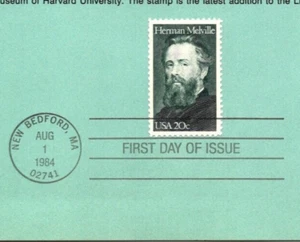 useum of Harvard University. The stamp is the latest addition to the Li
Herman Melville
USA 20c
FIRST DAY OF ISSUE
NEW BEDFORD, MA
AUG
1
1984
02741